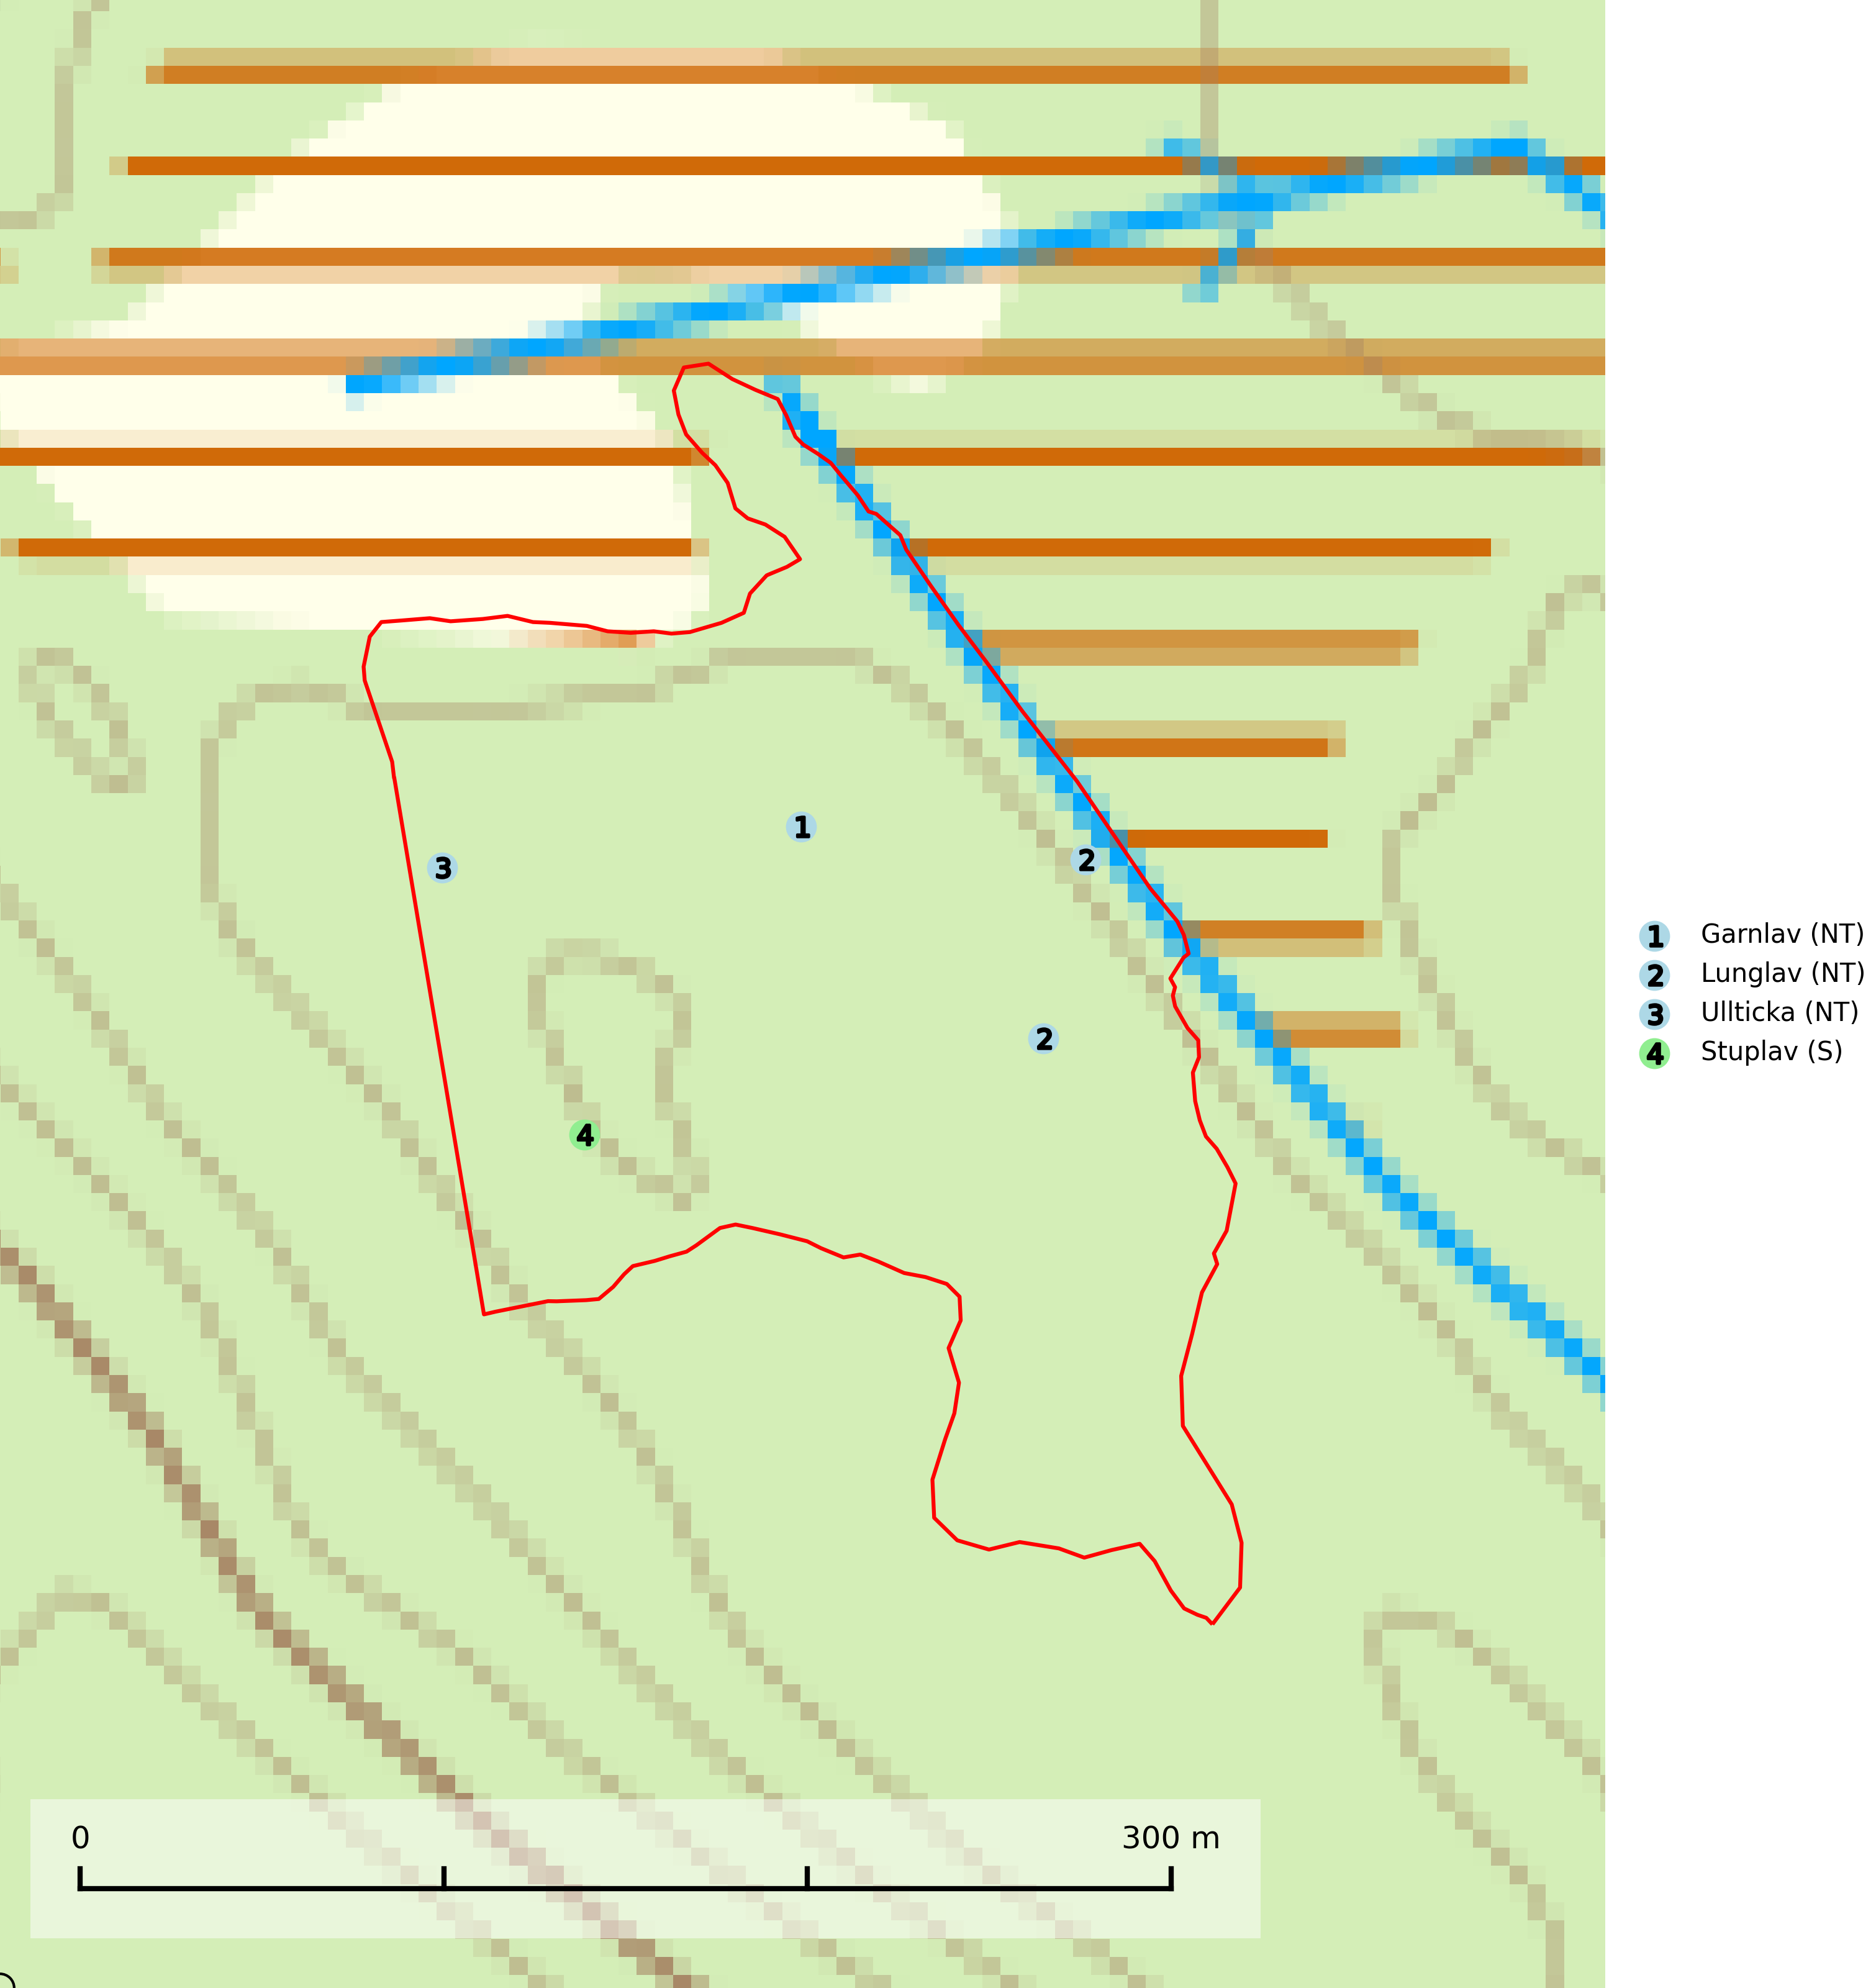 1
3
2
2
4
1 Garnlav (NT)
2 Lunglav (NT)
3 Ullticka (NT)
4 Stuplav (S)
0 300 m